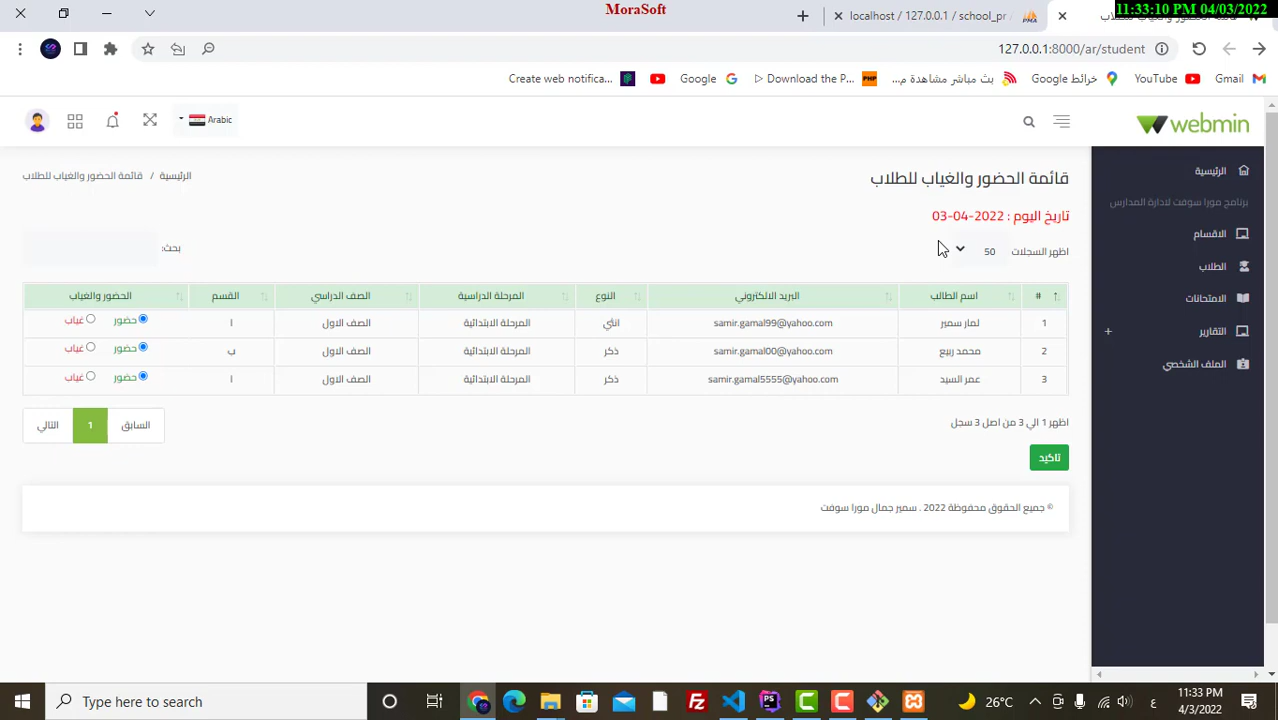 MoraSoft
11:33:10 PM 04/03/2022
localhost / 127.0.0.1 / school_pr
127.0.0.1:8000/ar/student
Gmail
YouTube
خرائط Google
بث مباشر مشاهدة م...
Download the P...
Google
Create web notifica...
webmin
Arabic
الرئيسية
برنامج مورا سوفت لادارة المدارس
الاقسام
الطلاب
الامتحانات
التقارير
الملف الشخصي
قائمة الحضور والغياب للطلاب
الرئيسية / قائمة الحضور والغياب للطلاب
تاريخ اليوم : 2022-04-03
اظهر السجلات 50
بحث:
# اسم الطالب البريد الالكتروني النوع المرحلة الدراسية الصف الدراسي القسم الحضور والغياب
1 لمار سمير samir.gamal99@yahoo.com انثي المرحلة الابتدائية الصف الاول ا حضور غياب
2 محمد ربيع samir.gamal00@yahoo.com ذكر المرحلة الابتدائية الصف الاول ب حضور غياب
3 عمر السيد samir.gamal5555@yahoo.com ذكر المرحلة الابتدائية الصف الاول ا حضور غياب
اظهر 1 الي 3 من اصل 3 سجل
السابق 1 التالي
تاكيد
© جميع الحقوق محفوظة 2022 . سمير جمال مورا سوفت
Type here to search
26°C
ع
11:33 PM
4/3/2022